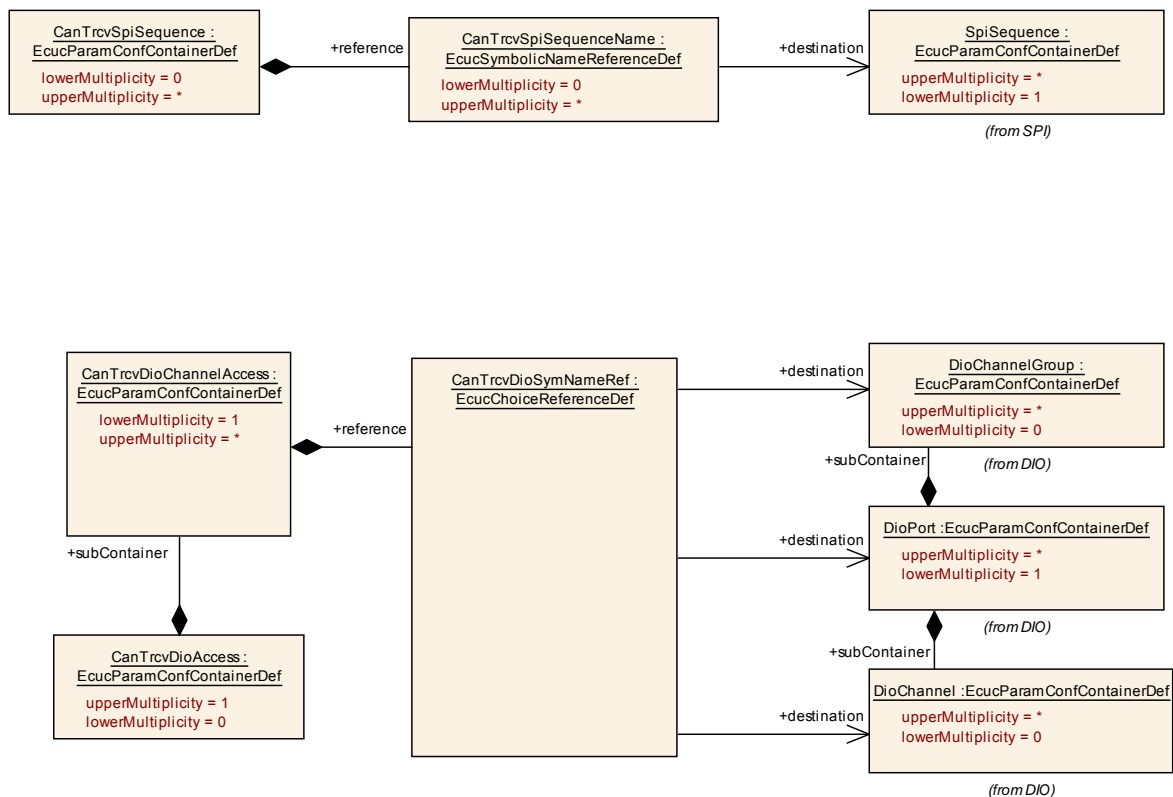 CanTrcvSpiSequence :
EcucParamConfContainerDef
lowerMultiplicity = 0
upperMultiplicity = *
+reference
CanTrcvSpiSequenceName :
EcucSymbolicNameReferenceDef
lowerMultiplicity = 0
upperMultiplicity = *
+destination
SpiSequence :
EcucParamConfContainerDef
upperMultiplicity = *
lowerMultiplicity = 1
(from SPI)
CanTrcvDioChannelAccess :
EcucParamConfContainerDef
lowerMultiplicity = 1
upperMultiplicity = *
+reference
CanTrcvDioSymNameRef :
EcucChoiceReferenceDef
+destination
DioChannelGroup :
EcucParamConfContainerDef
upperMultiplicity = *
lowerMultiplicity = 0
(from DIO)
+subContainer
+destination
DioPort :EcucParamConfContainerDef
upperMultiplicity = *
lowerMultiplicity = 1
(from DIO)
+subContainer
+subContainer
CanTrcvDioAccess :
EcucParamConfContainerDef
upperMultiplicity = 1
lowerMultiplicity = 0
+destination
DioChannel :EcucParamConfContainerDef
upperMultiplicity = *
lowerMultiplicity = 0
(from DIO)